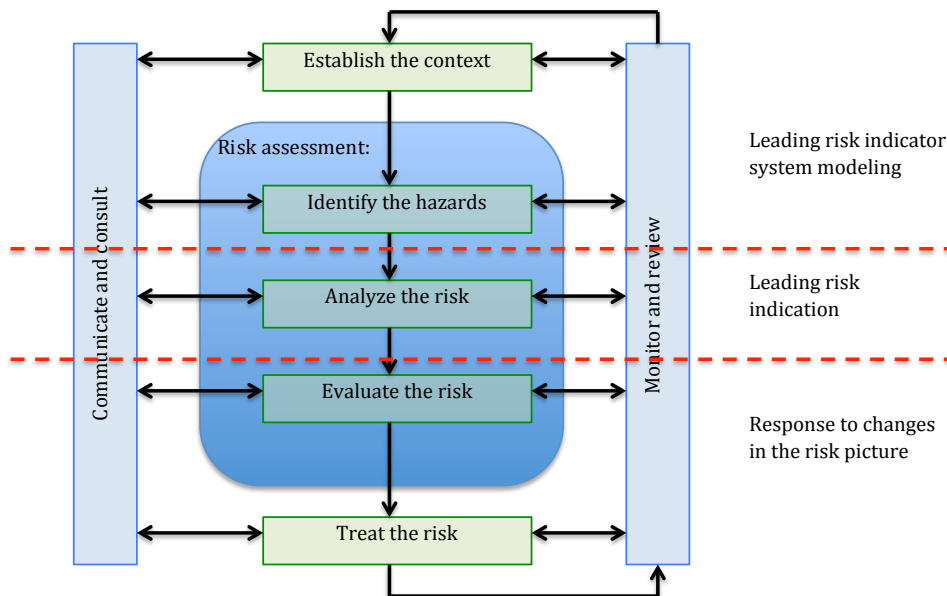 Establish the context
Risk assessment:
Identify the hazards
Analyze the risk
Evaluate the risk
Treat the risk
Communicate and consult
Monitor and review
Leading risk indicator
system modeling
Leading risk
indication
Response to changes
in the risk picture